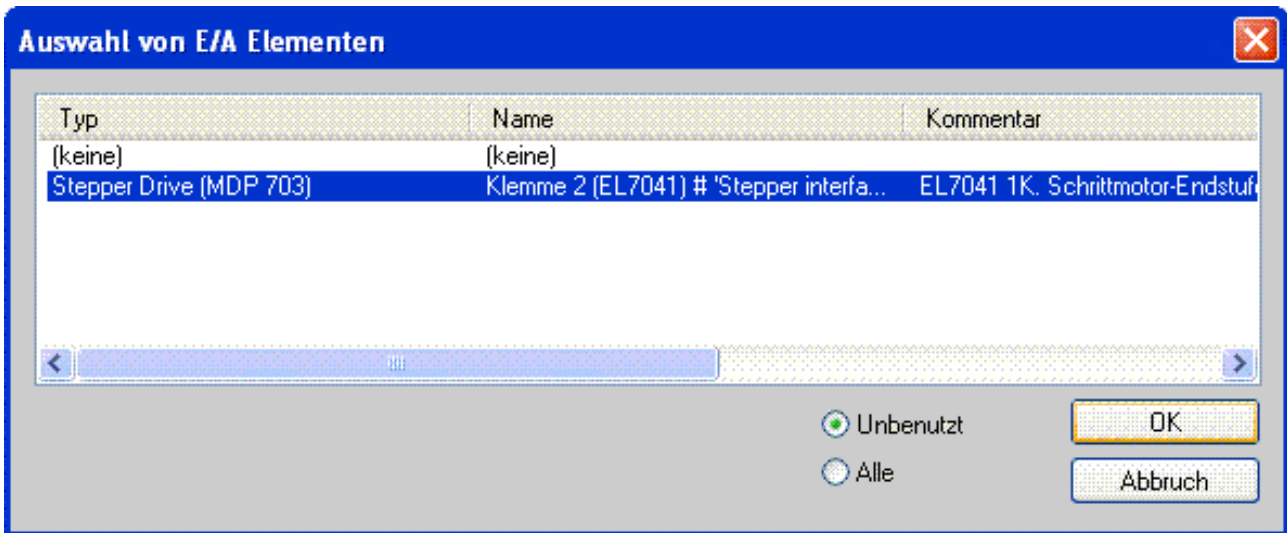 Auswahl von E/A Elementen
Typ Name Kommentar
(keine) (keine)
Stepper Drive (MDP 703) Klemme 2 (EL7041) # 'Stepper interfa... EL7041 1K. Schrittmotor-Endstufe
Unbenutzt OK
Alle Abbruch